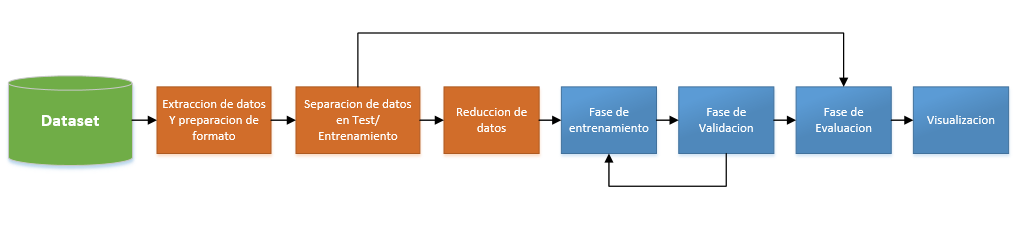 Dataset
Extraccion de datos
Y preparacion de
formato
Separacion de datos
en Test/
Entrenamiento
Reduccion de
datos
Fase de
entrenamiento
Fase de
Validacion
Fase de
Evaluacion
Visualizacion